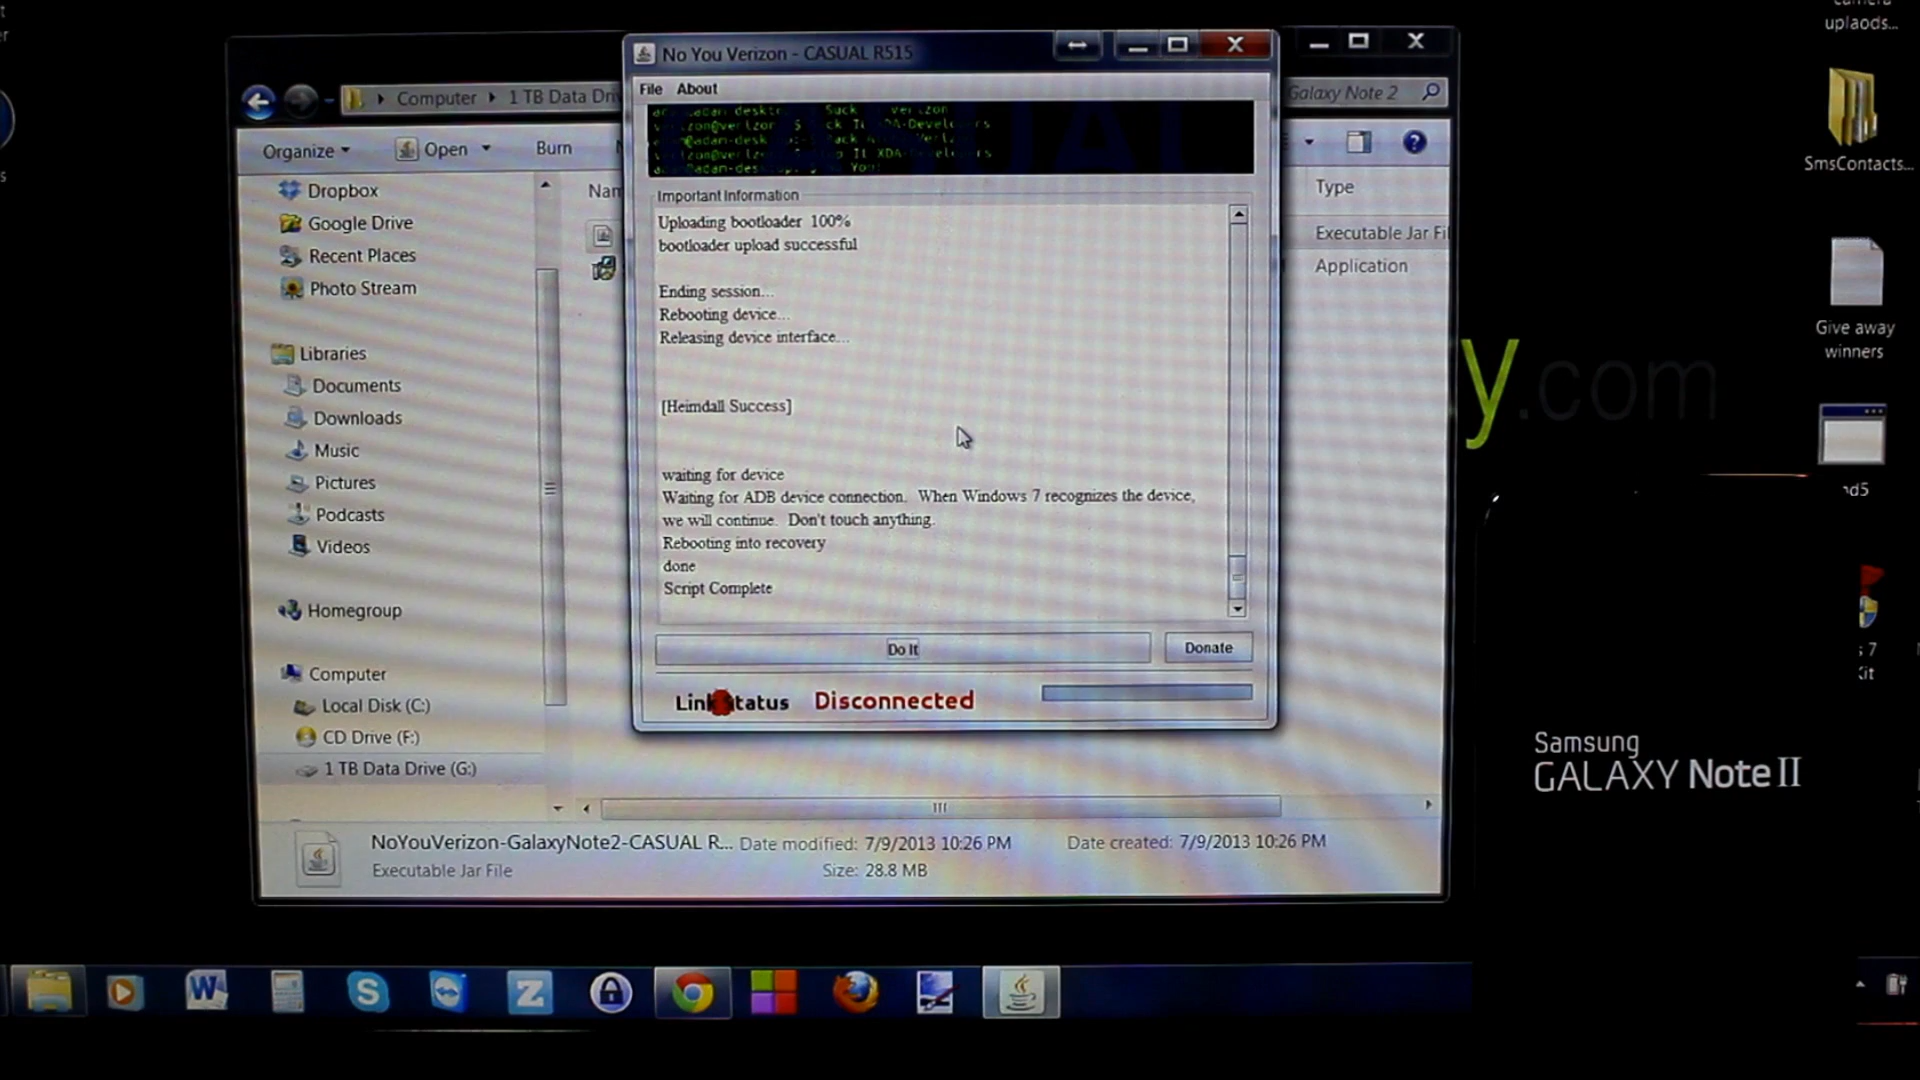 uplaods...
SmsContacts...
Give away
winners
No You Verizon - CASUAL R515
File About
Important Information
Uploading bootloader 100%
bootloader upload successful
Ending session...
Rebooting device...
Releasing device interface...
[Heimdall Success]
waiting for device
Waiting for ADB device connection. When Windows 7 recognizes the device,
we will continue. Don't touch anything.
Rebooting into recovery
done
Script Complete
Do It
Donate
Link Status Disconnected
Computer 1 TB Data Driv
Galaxy Note 2
Organize Open Burn
Nam
Type
Executable Jar Fi
Application
Dropbox
Google Drive
Recent Places
Photo Stream
Libraries
Documents
Downloads
Music
Pictures
Podcasts
Videos
Homegroup
Computer
Local Disk (C:)
CD Drive (F:)
1 TB Data Drive (G:)
NoYouVerizon-GalaxyNote2-CASUAL R... Date modified: 7/9/2013 10:26 PM Date created: 7/9/2013 10:26 PM
Executable Jar File Size: 28.8 MB
y.com
Samsung
GALAXY Note II